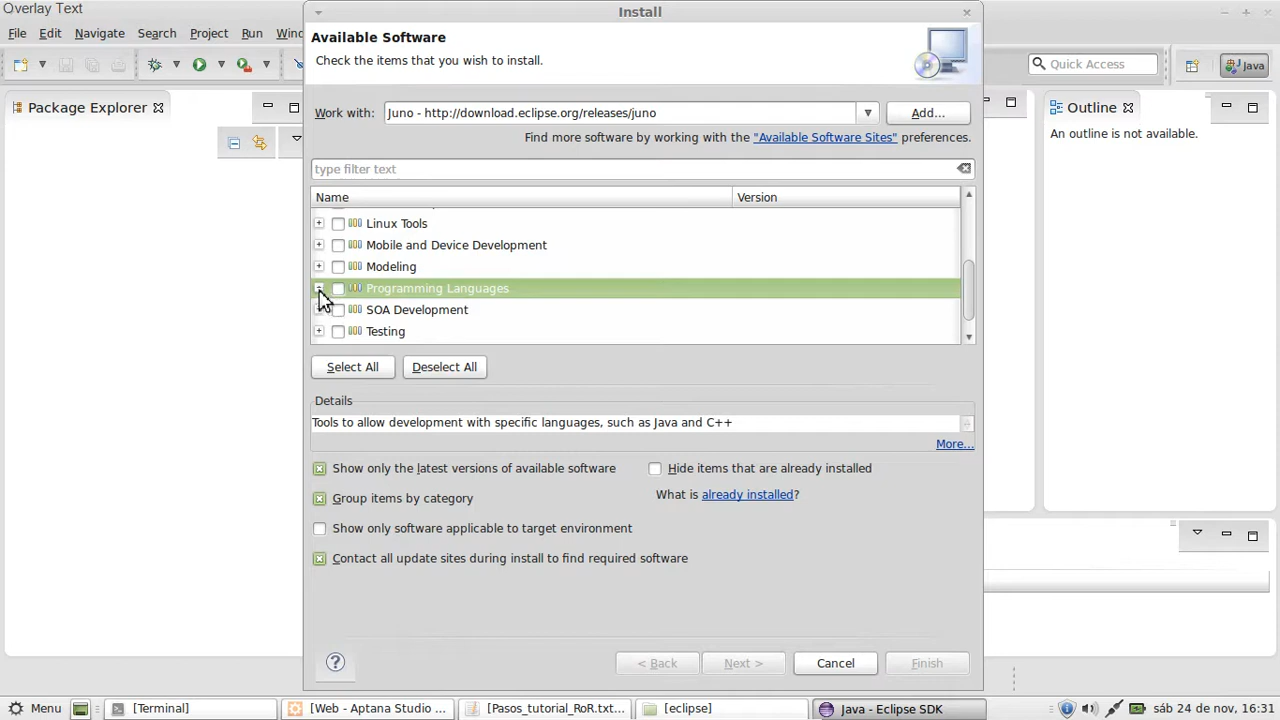 Overlay Text
Install
File Edit Navigate Search Project Run Wind
Available Software
Check the items that you wish to install.
Quick Access
Java
Package Explorer
Work with: Juno - http://download.eclipse.org/releases/juno Add...
Outline
Find more software by working with the "Available Software Sites" preferences.
An outline is not available.
type filter text
Name Version
Linux Tools
Mobile and Device Development
Modeling
Programming Languages
SOA Development
Testing
Select All Deselect All
Details
Tools to allow development with specific languages, such as Java and C++
More...
Show only the latest versions of available software Hide items that are already installed
Group items by category What is already installed?
Show only software applicable to target environment
Contact all update sites during install to find required software
< Back Next > Cancel Finish
Menu [Terminal] [Web - Aptana Studio ... [Pasos_tutorial_RoR.txt... [eclipse] Java - Eclipse SDK sáb 24 de nov, 16:31